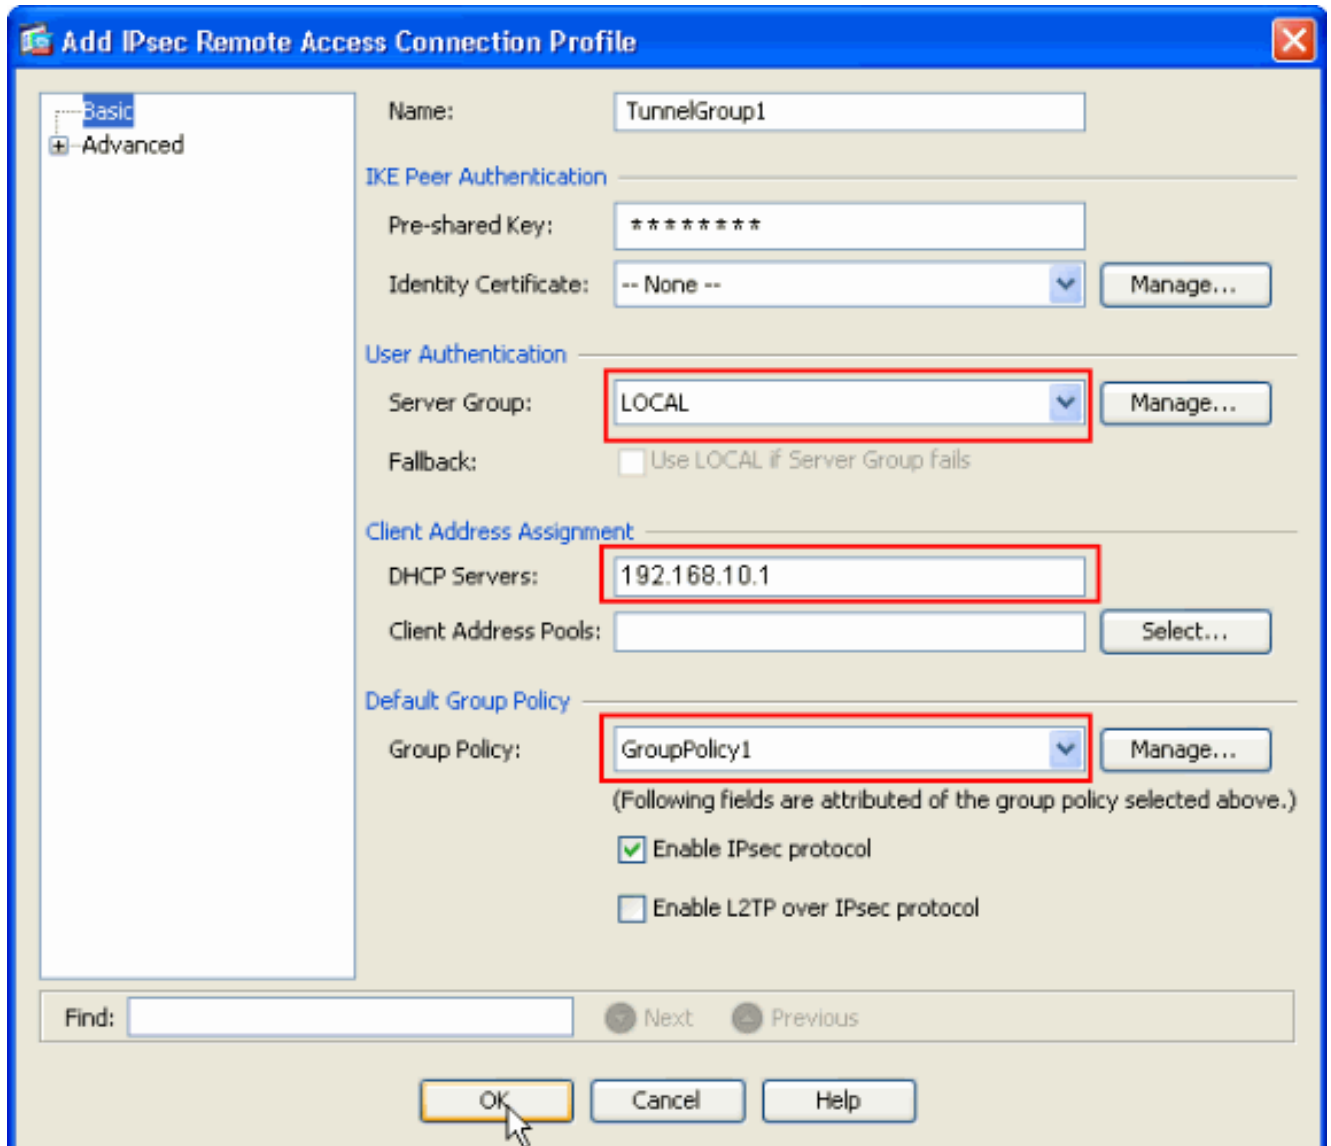 Add IPsec Remote Access Connection Profile
Basic
Advanced
Name: TunnelGroup1
IKE Peer Authentication
Pre-shared Key: ********
Identity Certificate: -- None -- Manage...
User Authentication
Server Group: LOCAL Manage...
Fallback: Use LOCAL if Server Group fails
Client Address Assignment
DHCP Servers: 192.168.10.1
Client Address Pools: Select...
Default Group Policy
Group Policy: GroupPolicy1 Manage...
(Following fields are attributed of the group policy selected above.)
Enable IPsec protocol
Enable L2TP over IPsec protocol
Find: Next Previous
OK Cancel Help